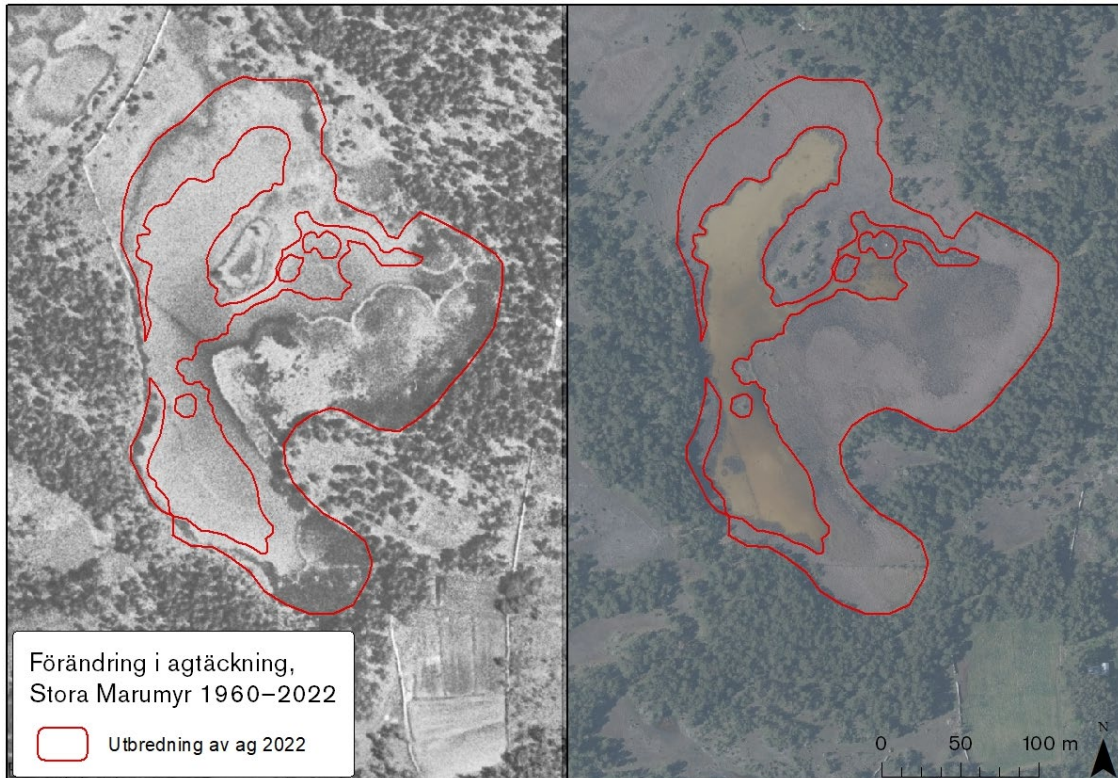 Förändring i agtäckning,
Stora Marumyr 1960–2022
Utbredning av ag 2022
0 50 100 m
N